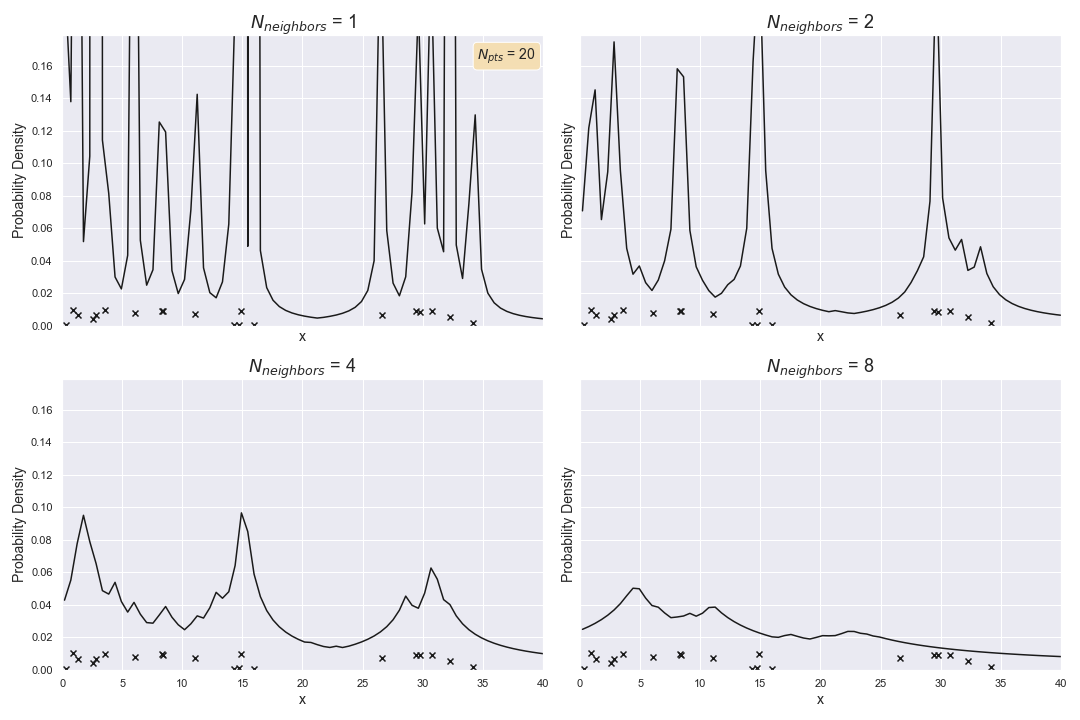 N_neighbors = 1
N_pts = 20
Probability Density
0.16
0.14
0.12
0.10
0.08
0.06
0.04
0.02
0.00
x
N_neighbors = 2
Probability Density
x
N_neighbors = 4
Probability Density
0.16
0.14
0.12
0.10
0.08
0.06
0.04
0.02
0.00
0 5 10 15 20 25 30 35 40
x
N_neighbors = 8
Probability Density
0 5 10 15 20 25 30 35 40
x